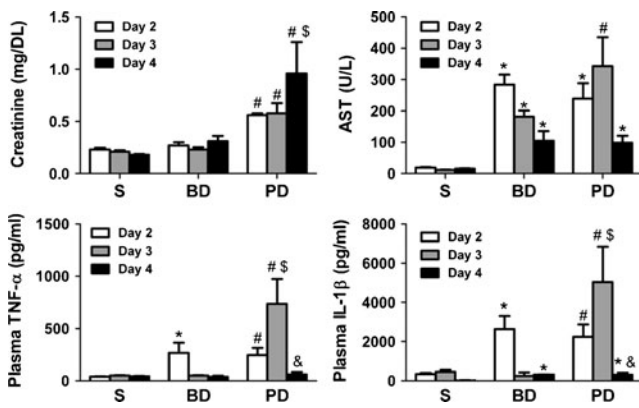 Creatinine (mg/DL)
1.5
1.0
0.5
0.0
Day 2
Day 3
Day 4
# # # $
S BD PD
AST (U/L)
500
400
300
200
100
0
Day 2
Day 3
Day 4
* * * * # *
S BD PD
Plasma TNF-α (pg/ml)
1500
1000
500
0
Day 2
Day 3
Day 4
* # # $ &
S BD PD
Plasma IL-1β (pg/ml)
8000
6000
4000
2000
0
Day 2
Day 3
Day 4
* * # # $ * &
S BD PD